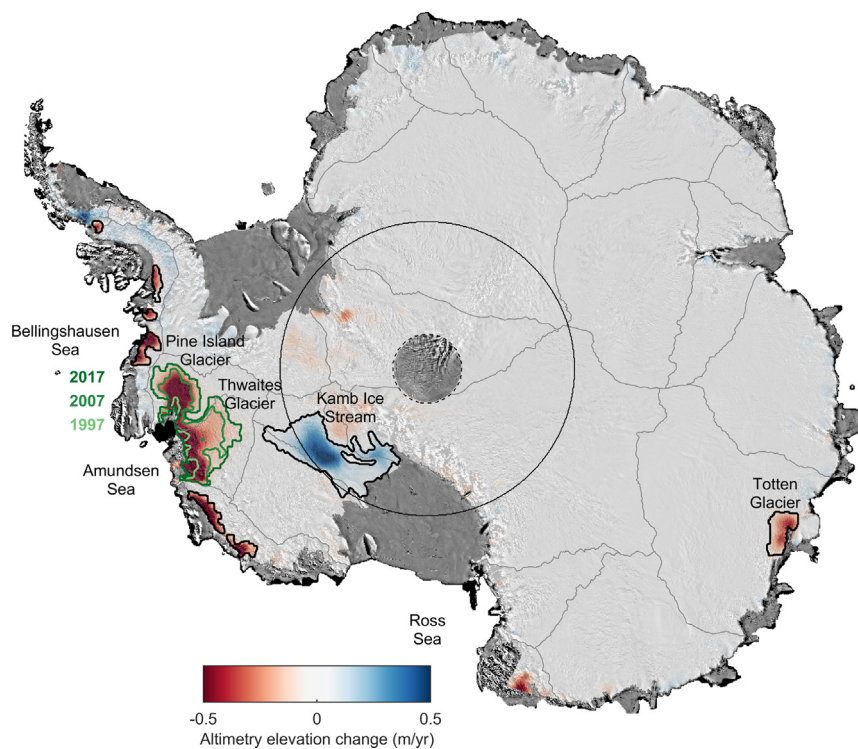 Bellingshausen
Sea
Pine Island
Glacier
2017
2007
1997
Thwaites
Glacier
Kamb Ice
Stream
Amundsen
Sea
Totten
Glacier
Ross
Sea
-0.5
0
0.5
Altimetry elevation change (m/yr)